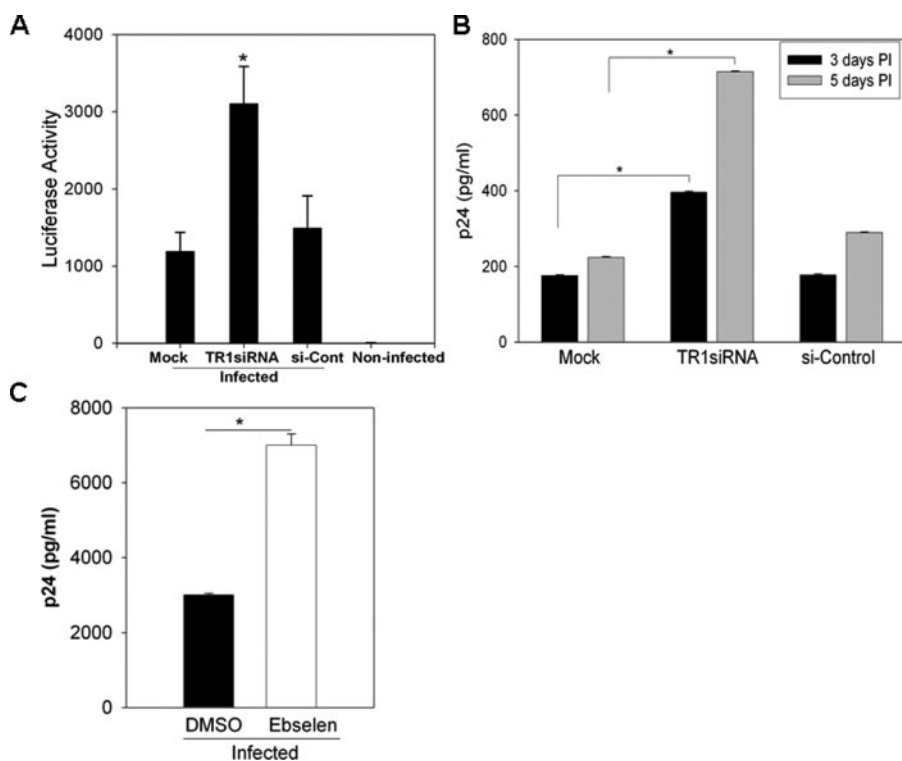 A
4000
3000
2000
1000
0
Luciferase Activity
*
Mock TR1siRNA si-Cont Non-infected
Infected
B
800
600
400
200
0
p24 (pg/ml)
3 days PI
5 days PI
*
*
Mock TR1siRNA si-Control
C
8000
6000
4000
2000
0
p24 (pg/ml)
*
DMSO Ebselen
Infected